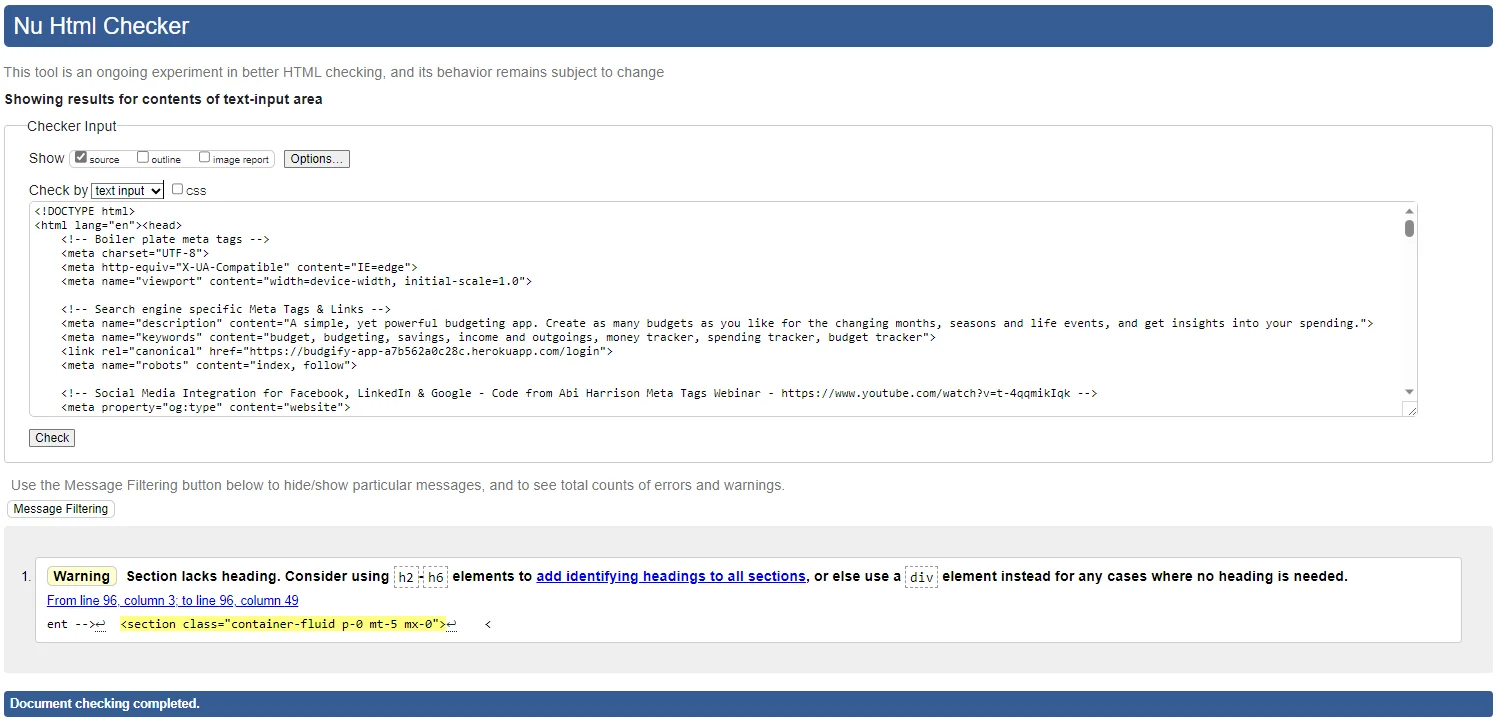 Nu Html Checker
This tool is an ongoing experiment in better HTML checking, and its behavior remains subject to change
Showing results for contents of text-input area
Checker Input
Show source outline image report Options...
Check by text input css
<!DOCTYPE html>
<html lang="en"><head>
    <!-- Boiler plate meta tags -->
    <meta charset="UTF-8">
    <meta http-equiv="X-UA-Compatible" content="IE=edge">
    <meta name="viewport" content="width=device-width, initial-scale=1.0">
    <!-- Search engine specific Meta Tags & Links -->
    <meta name="description" content="A simple, yet powerful budgeting app. Create as many budgets as you like for the changing months, seasons and life events, and get insights into your spending.">
    <meta name="keywords" content="budget, budgeting, savings, income and outgoings, money tracker, spending tracker, budget tracker">
    <link rel="canonical" href="https://budgify-app-a7b562a0c28c.herokuapp.com/login">
    <meta name="robots" content="index, follow">
    <!-- Social Media Integration for Facebook, LinkedIn & Google - Code from Abi Harrison Meta Tags Webinar - https://www.youtube.com/watch?v=t-4qqmikIqk -->
    <meta property="og:type" content="website">
Check
Use the Message Filtering button below to hide/show particular messages, and to see total counts of errors and warnings.
Message Filtering
1. Warning Section lacks heading. Consider using h2-h6 elements to add identifying headings to all sections, or else use a div element instead for any cases where no heading is needed.
From line 96, column 3; to line 96, column 49
ent -->↩  <section class="container-fluid p-0 mt-5 mx-0">↩    <
Document checking completed.